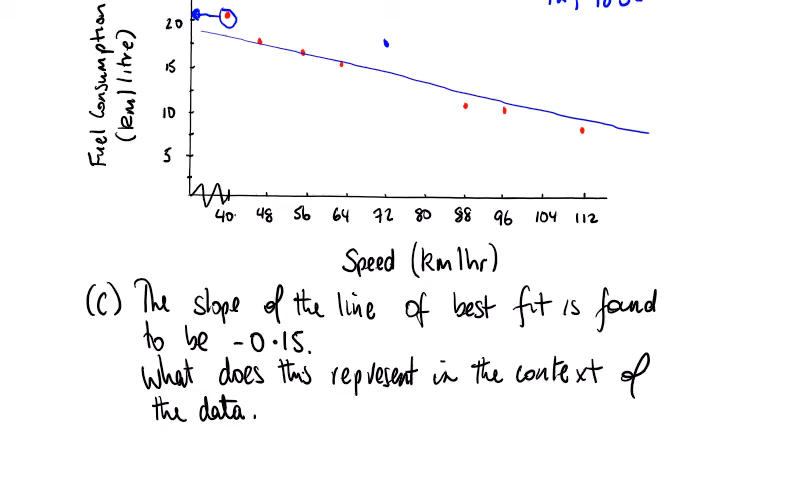 20
15
10
5
Fuel Consumption
(km/litre)
40 48 56 64 72 80 88 96 104 112
Speed (km/hr)
(c) The slope of the line of best fit is found
to be -0.15.
What does this represent in the context of
the data.